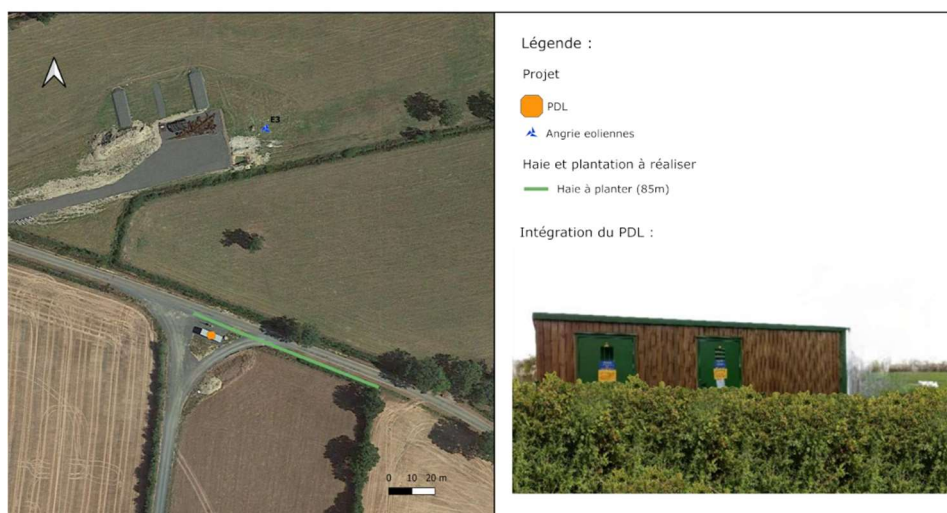 E3
0 10 20 m
Légende :
Projet
PDL
Angrie eoliennes
Haie et plantation à réaliser
Haie à planter (85m)
Intégration du PDL :